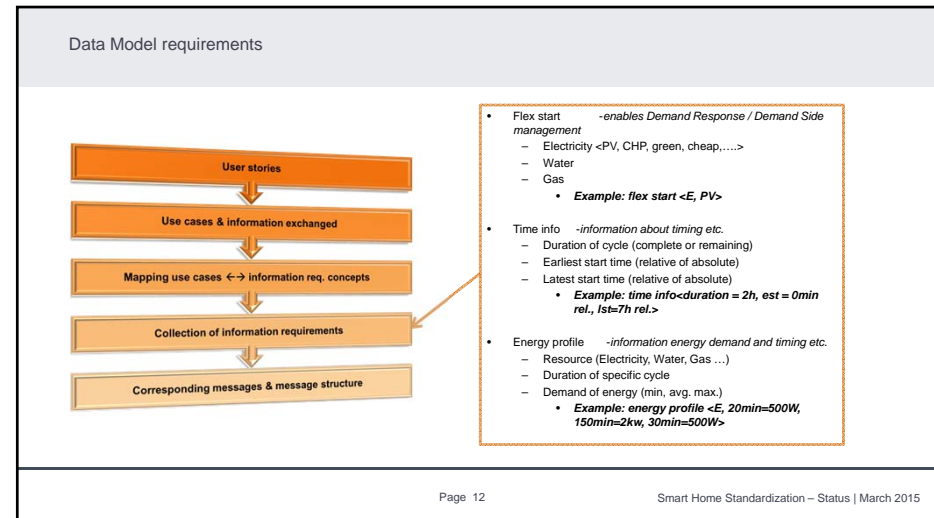 Data Model requirements
User stories
Use cases & information exchanged
Mapping use cases ←→ information req. concepts
Collection of information requirements
Corresponding messages & message structure
• Flex start -enables Demand Response / Demand Side
management
– Electricity <PV, CHP, green, cheap,….>
– Water
– Gas
• Example: flex start <E, PV>
• Time info -information about timing etc.
– Duration of cycle (complete or remaining)
– Earliest start time (relative of absolute)
– Latest start time (relative of absolute)
• Example: time info<duration = 2h, est = 0min
rel., lst=7h rel.>
• Energy profile -information energy demand and timing etc.
– Resource (Electricity, Water, Gas …)
– Duration of specific cycle
– Demand of energy (min, avg. max.)
• Example: energy profile <E, 20min=500W,
150min=2kw, 30min=500W>
Page 12
Smart Home Standardization – Status | March 2015